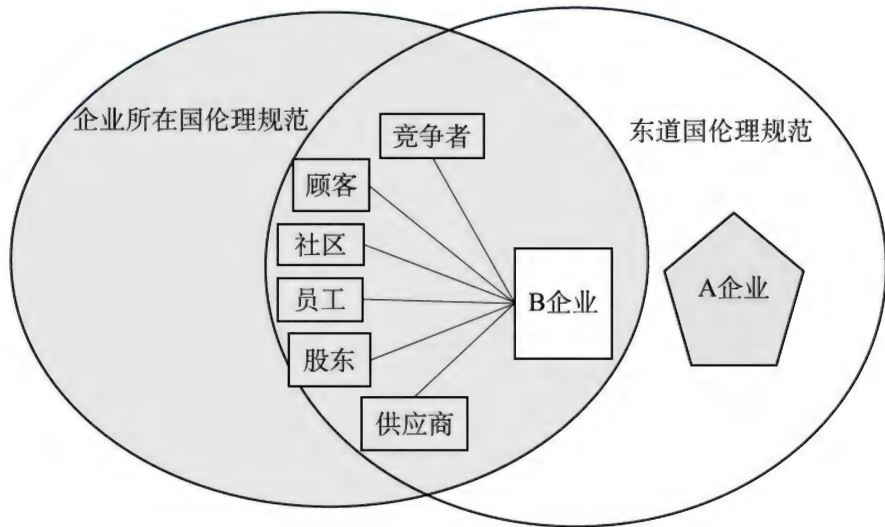 企业所在国伦理规范
东道国伦理规范
竞争者
顾客
社区
员工
股东
供应商
B企业
A企业